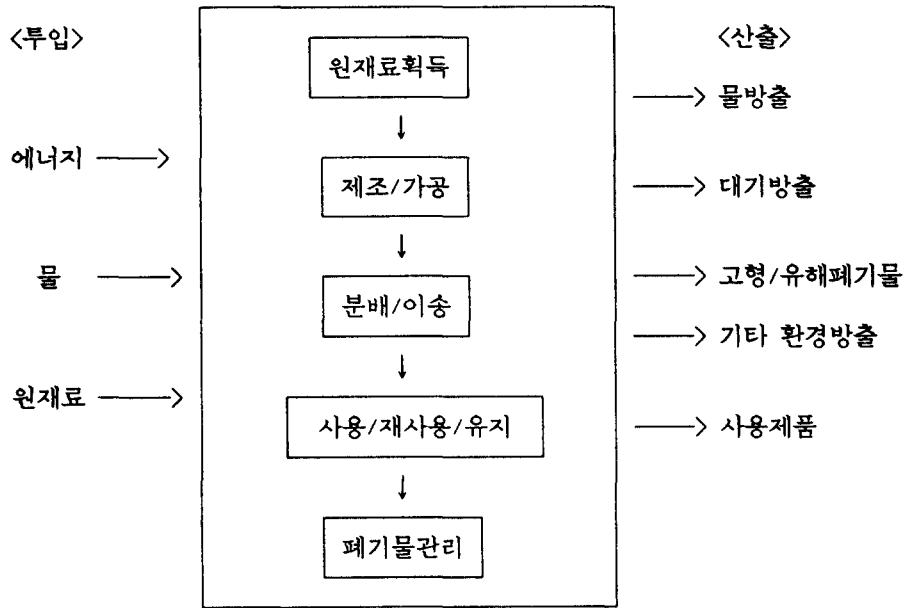 <투입>
<산출>
원재료획득
물방출
에너지
제조/가공
대기방출
물
분배/이송
고형/유해폐기물
기타 환경방출
원재료
사용/재사용/유지
사용제품
폐기물관리